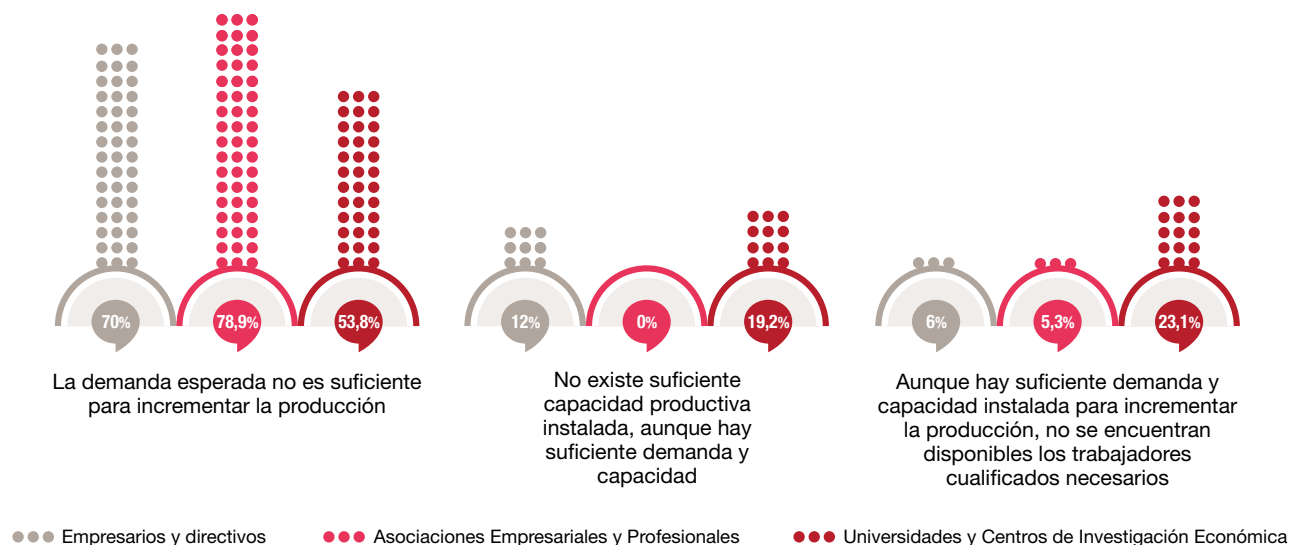 70%
78,9%
53,8%
12%
0%
19,2%
6%
5,3%
23,1%
La demanda esperada no es suficiente
para incrementar la producción
No existe suficiente
capacidad productiva
instalada, aunque hay
suficiente demanda y
capacidad
Aunque hay suficiente demanda y
capacidad instalada para incrementar
la producción, no se encuentran
disponibles los trabajadores
cualificados necesarios
Empresarios y directivos
Asociaciones Empresariales y Profesionales
Universidades y Centros de Investigación Económica